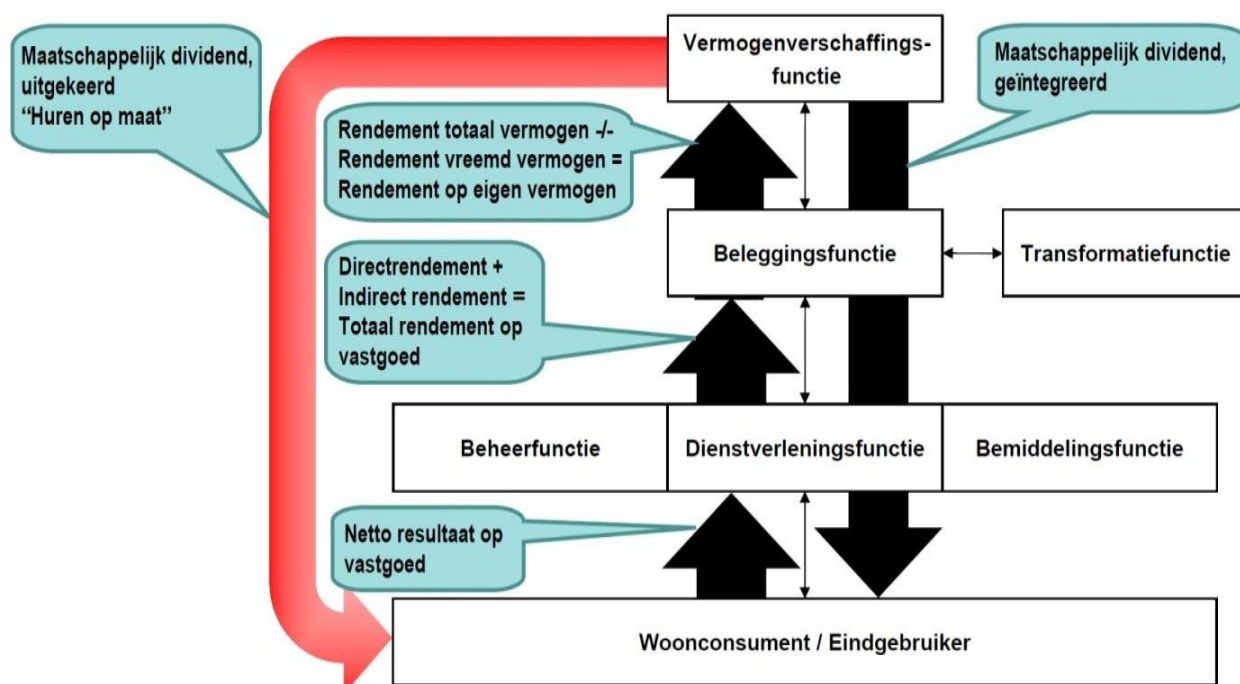 Maatschappelijk dividend,
uitgekeerd
“Huren op maat”
Vermogenverschaffings-
functie
Maatschappelijk dividend,
geïntegreerd
Rendement totaal vermogen -/-
Rendement vreemd vermogen =
Rendement op eigen vermogen
Beleggingsfunctie
Transformatiefunctie
Directrendement +
Indirect rendement =
Totaal rendement op
vastgoed
Beheerfunctie
Dienstverleningsfunctie
Bemiddelingsfunctie
Netto resultaat op
vastgoed
Woonconsument / Eindgebruiker